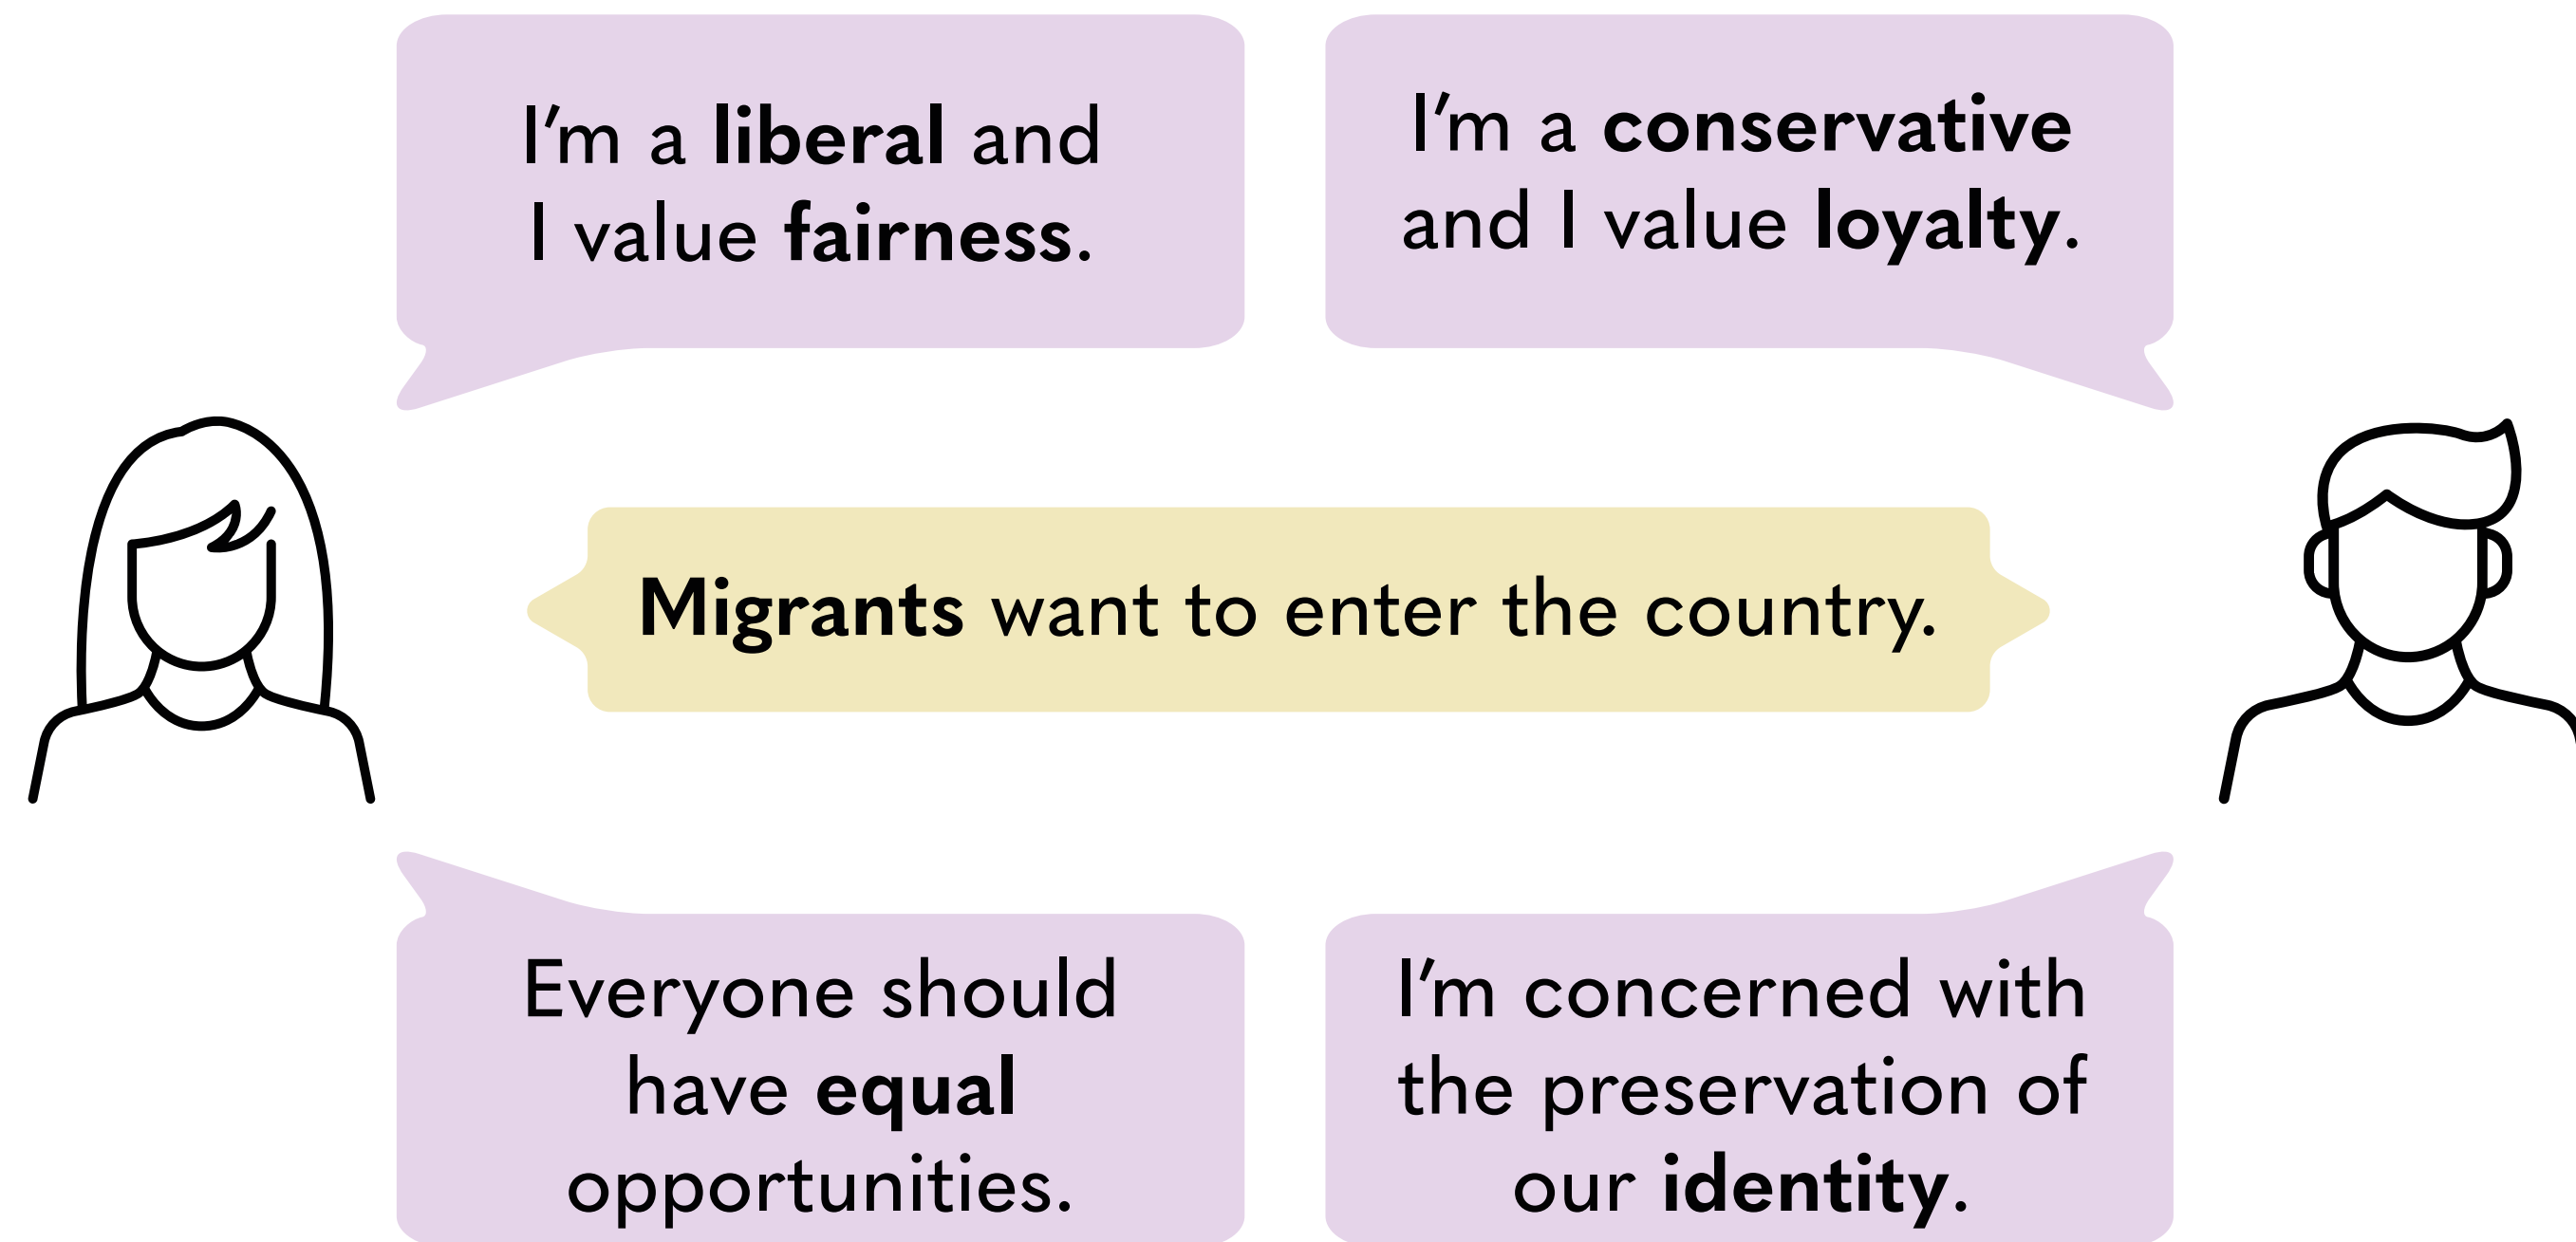 I'm a liberal and
I value fairness.
I'm a conservative
and I value loyalty.
Migrants want to enter the country.
Everyone should
have equal
opportunities.
I'm concerned with
the preservation of
our identity.